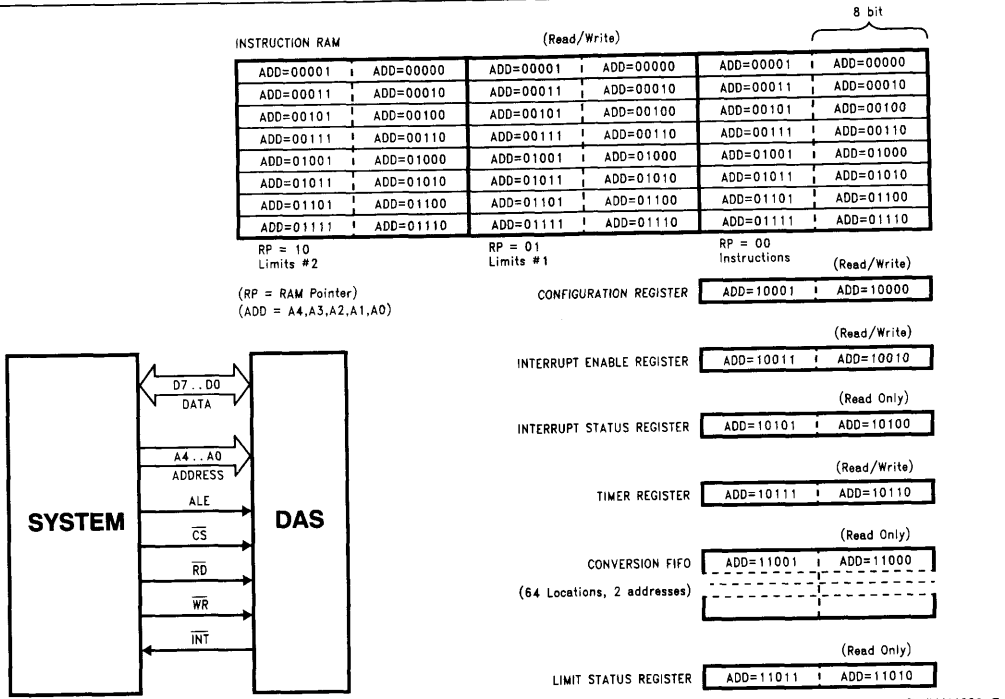 8 bit
INSTRUCTION RAM (Read/Write)
ADD=00001 ADD=00000 ADD=00001 ADD=00000 ADD=00001 ADD=00000
ADD=00011 ADD=00010 ADD=00011 ADD=00010 ADD=00011 ADD=00010
ADD=00101 ADD=00100 ADD=00101 ADD=00100 ADD=00101 ADD=00100
ADD=00111 ADD=00110 ADD=00111 ADD=00110 ADD=00111 ADD=00110
ADD=01001 ADD=01000 ADD=01001 ADD=01000 ADD=01001 ADD=01000
ADD=01011 ADD=01010 ADD=01011 ADD=01010 ADD=01011 ADD=01010
ADD=01101 ADD=01100 ADD=01101 ADD=01100 ADD=01101 ADD=01100
ADD=01111 ADD=01110 ADD=01111 ADD=01110 ADD=01111 ADD=01110
RP = 10 RP = 01 RP = 00
Limits #2 Limits #1 Instructions
(Read/Write)
(RP = RAM Pointer)
(ADD = A4,A3,A2,A1,A0)
CONFIGURATION REGISTER ADD=10001 ADD=10000
(Read/Write)
INTERRUPT ENABLE REGISTER ADD=10011 ADD=10010
(Read Only)
INTERRUPT STATUS REGISTER ADD=10101 ADD=10100
(Read/Write)
TIMER REGISTER ADD=10111 ADD=10110
(Read Only)
CONVERSION FIFO ADD=11001 ADD=11000
(64 Locations, 2 addresses)
(Read Only)
LIMIT STATUS REGISTER ADD=11011 ADD=11010
SYSTEM
D7..D0
DATA
A4..A0
ADDRESS
ALE
CS
RD
WR
INT
DAS